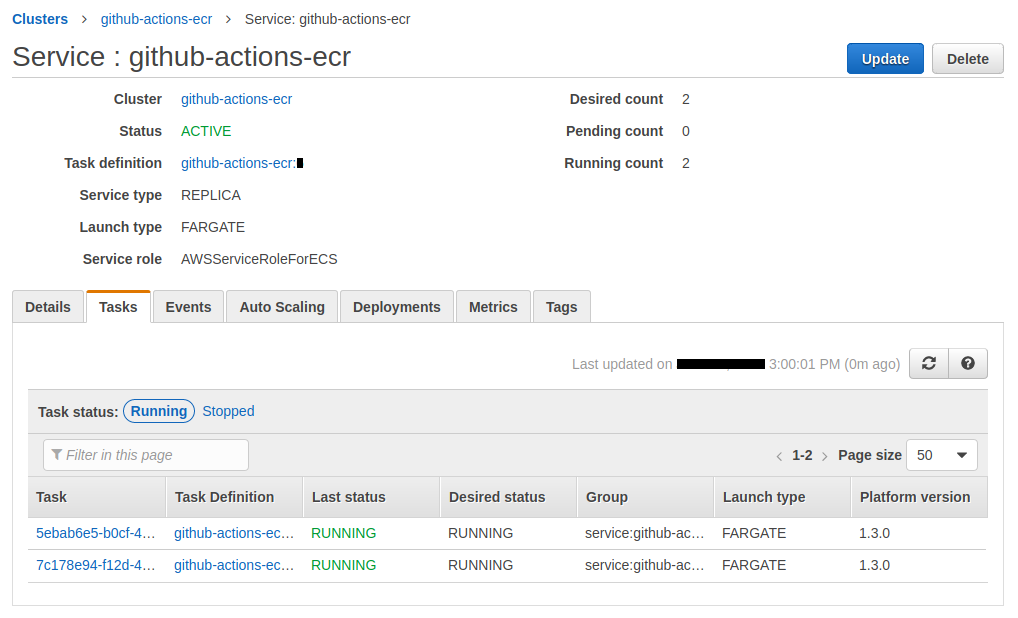 Clusters > github-actions-ecr > Service: github-actions-ecr
Service : github-actions-ecr
Update Delete
Cluster github-actions-ecr Desired count 2
Status ACTIVE Pending count 0
Task definition github-actions-ecr: Running count 2
Service type REPLICA
Launch type FARGATE
Service role AWSServiceRoleForECS
Details Tasks Events Auto Scaling Deployments Metrics Tags
Last updated on 3:00:01 PM (0m ago)
Task status: Running Stopped
Filter in this page < 1-2 > Page size 50
Task Task Definition Last status Desired status Group Launch type Platform version
5ebab6e5-b0cf-4... github-actions-ec... RUNNING RUNNING service:github-ac... FARGATE 1.3.0
7c178e94-f12d-4... github-actions-ec... RUNNING RUNNING service:github-ac... FARGATE 1.3.0